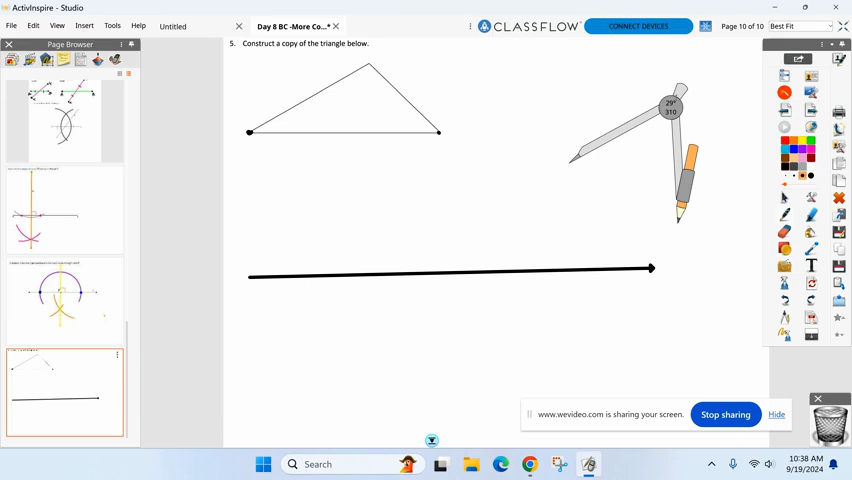 ActivInspire - Studio
File Edit View Insert Tools Help
Untitled
Day 8 BC -More Co...*
CLASSFLOW
CONNECT DEVICES
Page 10 of 10
Best Fit
Page Browser
5. Construct a copy of the triangle below.
29°
310
T
www.wevideo.com is sharing your screen.
Stop sharing
Hide
Search
10:38 AM
9/19/2024